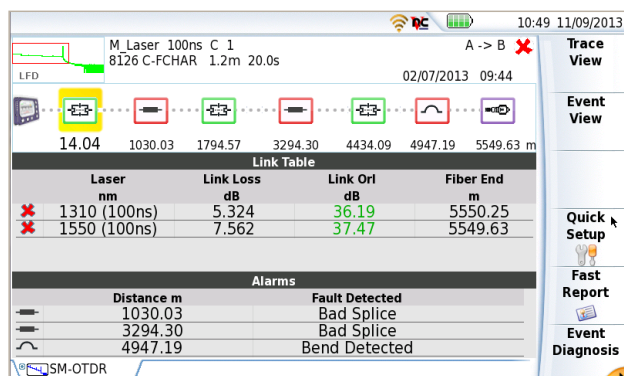 10:49 11/09/2013
M_Laser 100ns C 1
A -> B
8126 C-FCHAR 1.2m 20.0s
LFD
02/07/2013 09:44
14.04 1030.03 1794.57 3294.30 4434.09 4947.19 5549.63 m
Link Table
Laser Link Loss Link Orl Fiber End
nm dB dB m
1310 (100ns) 5.324 36.19 5550.25
1550 (100ns) 7.562 37.47 5549.63
Alarms
Distance m Fault Detected
1030.03 Bad Splice
3294.30 Bad Splice
4947.19 Bend Detected
SM-OTDR
Trace
View
Event
View
Quick
Setup
Fast
Report
Event
Diagnosis